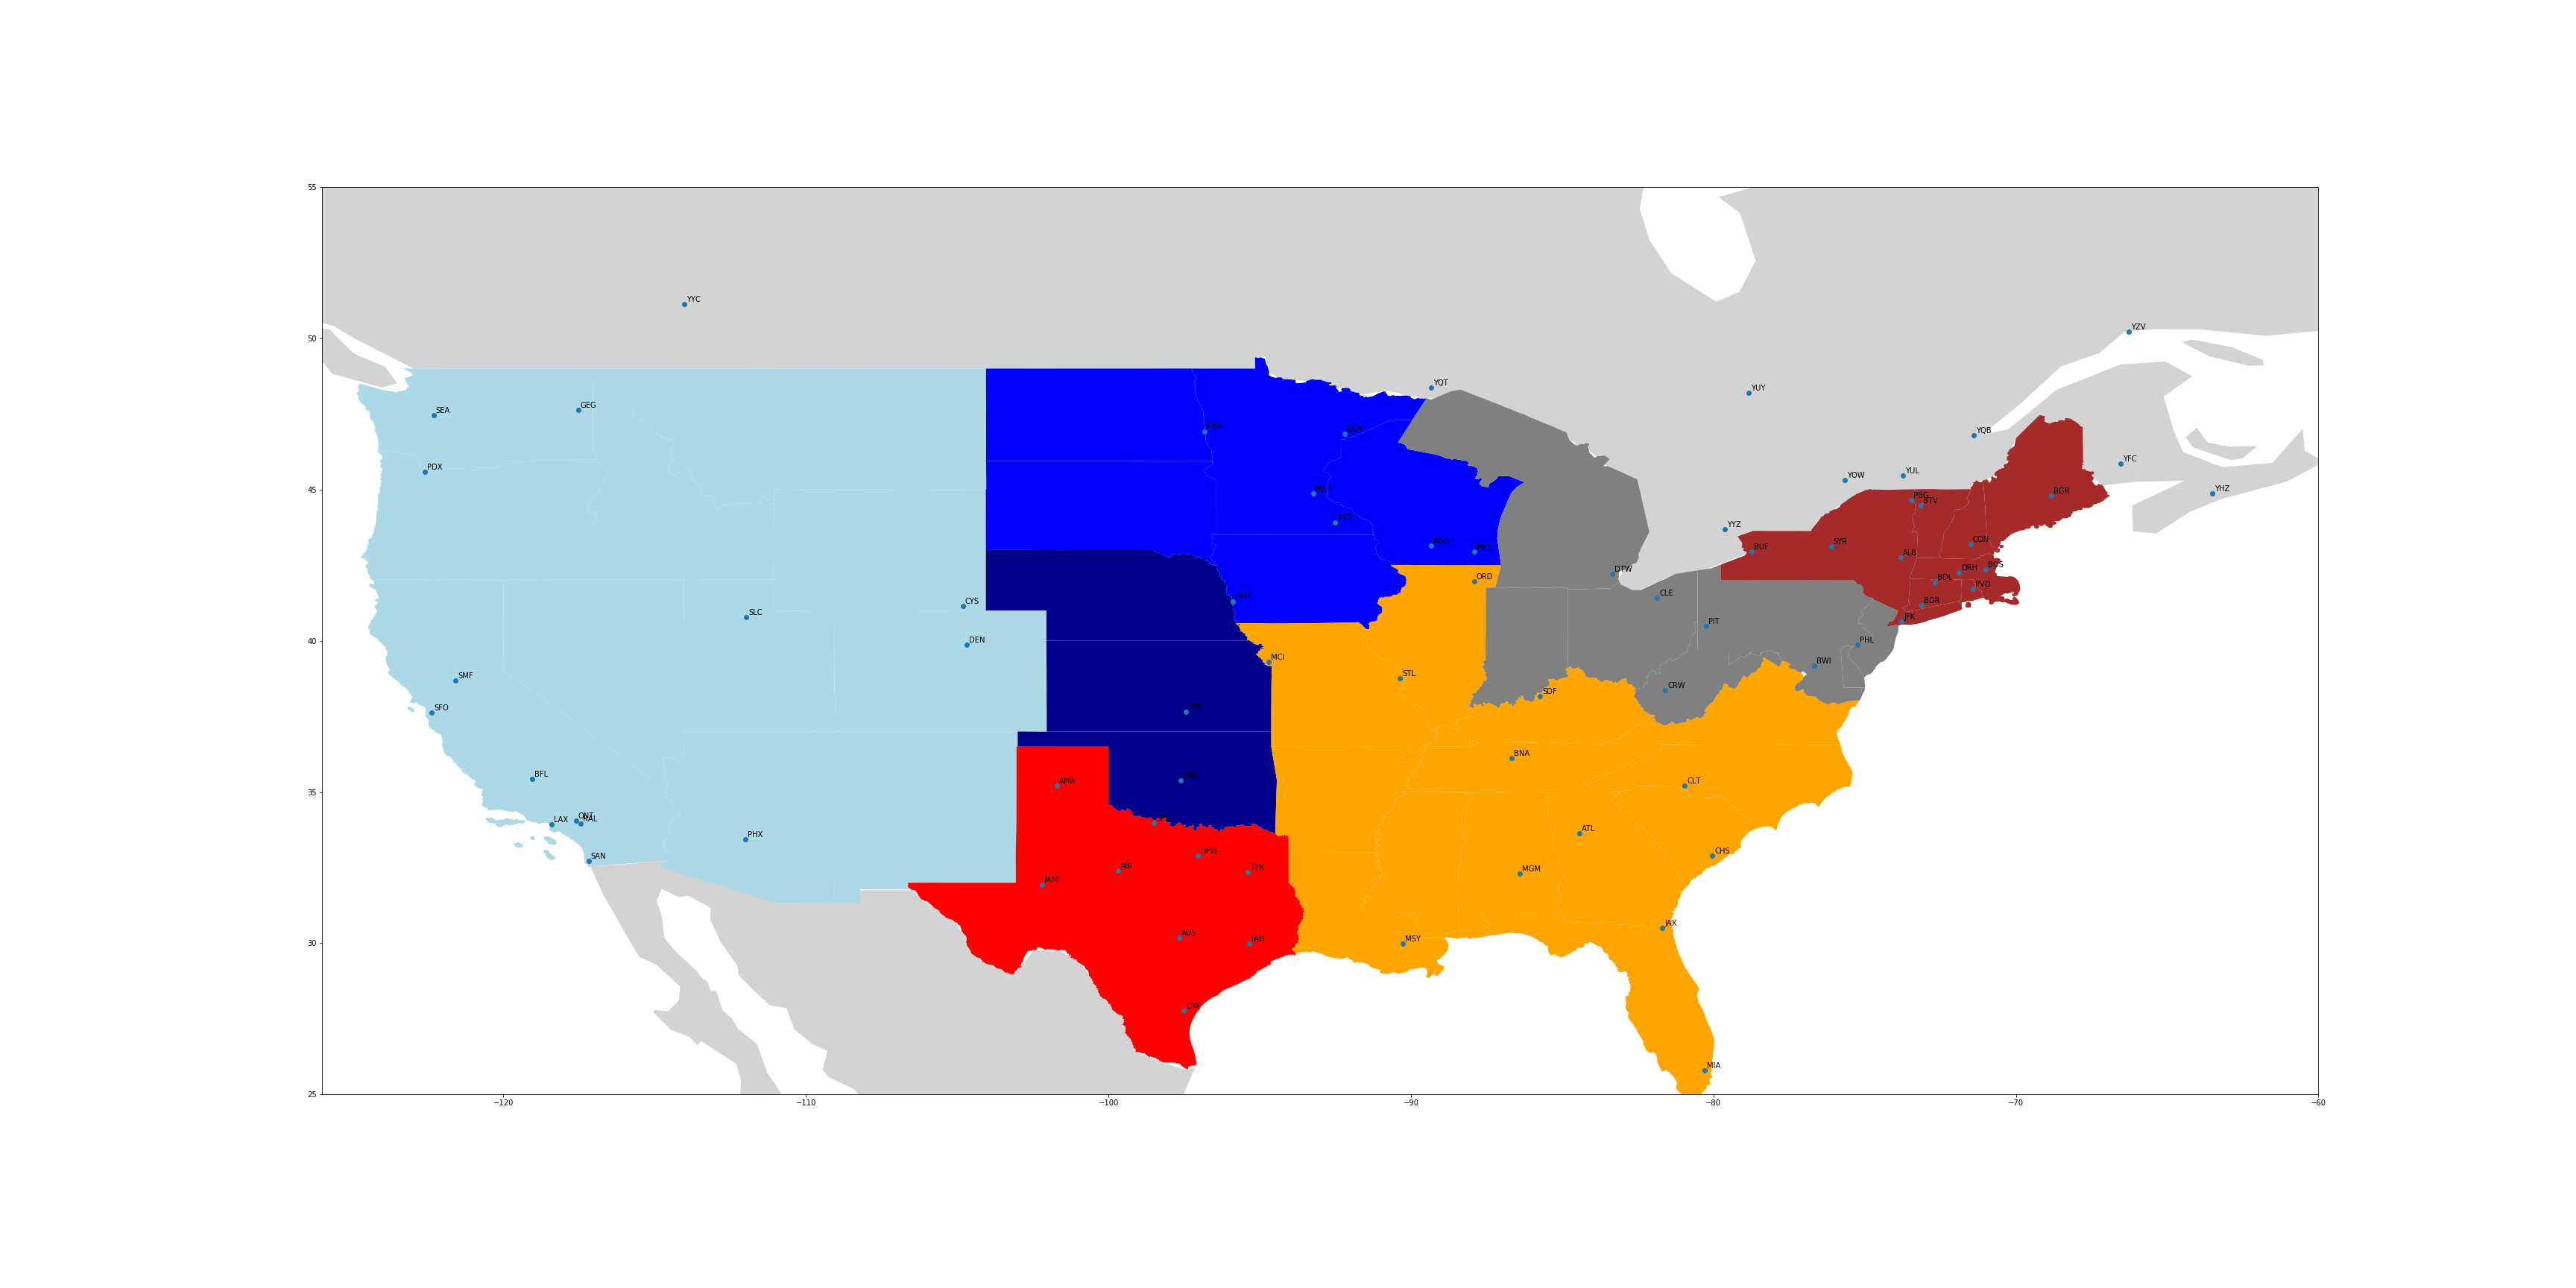 55
YYC
YZV
50
YQT
YUY
SEA
GEG
FAR
DLH
YQB
PDX
YOW
YUL
YFC
45
MSP
PBG
BTV
BGR
YHZ
RST
YYZ
MSN
MKE
BUF
SYR
ALB
CON
ORD
DTW
ORH
BOS
BDL
PVD
SLC
CYS
OMA
CLE
BDR
DEN
PIT
JFK
40
PHL
MCI
BWI
SMF
STL
CRW
SDF
SFO
ICT
BNA
BFL
AMA
OKC
CLT
35
LAX
ONT
RAL
PHX
ATL
SAN
ABI
DFW
TYR
CHS
MAF
MGM
JAX
AUS
IAH
MSY
30
CRP
MIA
25
−120
−110
−100
−90
−80
−70
−60